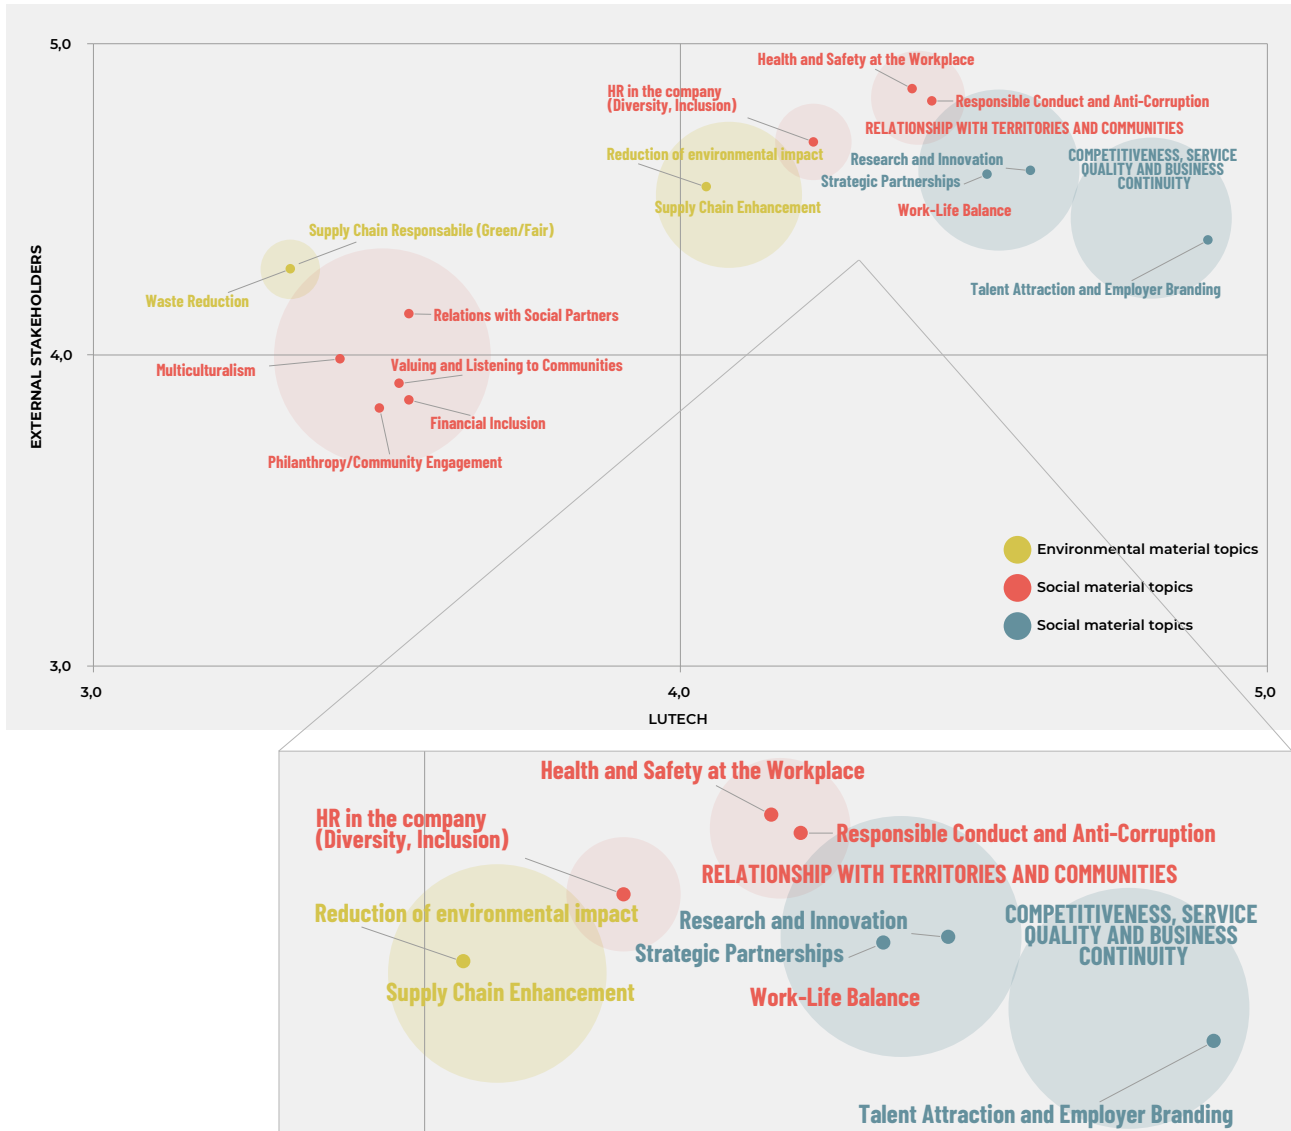 5,0
Health and Safety at the Workplace
HR in the company
(Diversity, Inclusion)
Responsible Conduct and Anti-Corruption
RELATIONSHIP WITH TERRITORIES AND COMMUNITIES
Reduction of environmental impact
Research and Innovation
COMPETITIVENESS, SERVICE
QUALITY AND BUSINESS
CONTINUITY
Strategic Partnerships
Supply Chain Enhancement
Work-Life Balance
Supply Chain Responsabile (Green/Fair)
Talent Attraction and Employer Branding
Waste Reduction
Relations with Social Partners
EXTERNAL STAKEHOLDERS
4,0
Multiculturalism
Valuing and Listening to Communities
Financial Inclusion
Philanthropy/Community Engagement
Environmental material topics
Social material topics
Social material topics
3,0
3,0
4,0
5,0
LUTECH
Health and Safety at the Workplace
HR in the company
(Diversity, Inclusion)
Responsible Conduct and Anti-Corruption
RELATIONSHIP WITH TERRITORIES AND COMMUNITIES
Reduction of environmental impact
Research and Innovation
COMPETITIVENESS, SERVICE
QUALITY AND BUSINESS
CONTINUITY
Strategic Partnerships
Supply Chain Enhancement
Work-Life Balance
Talent Attraction and Employer Branding